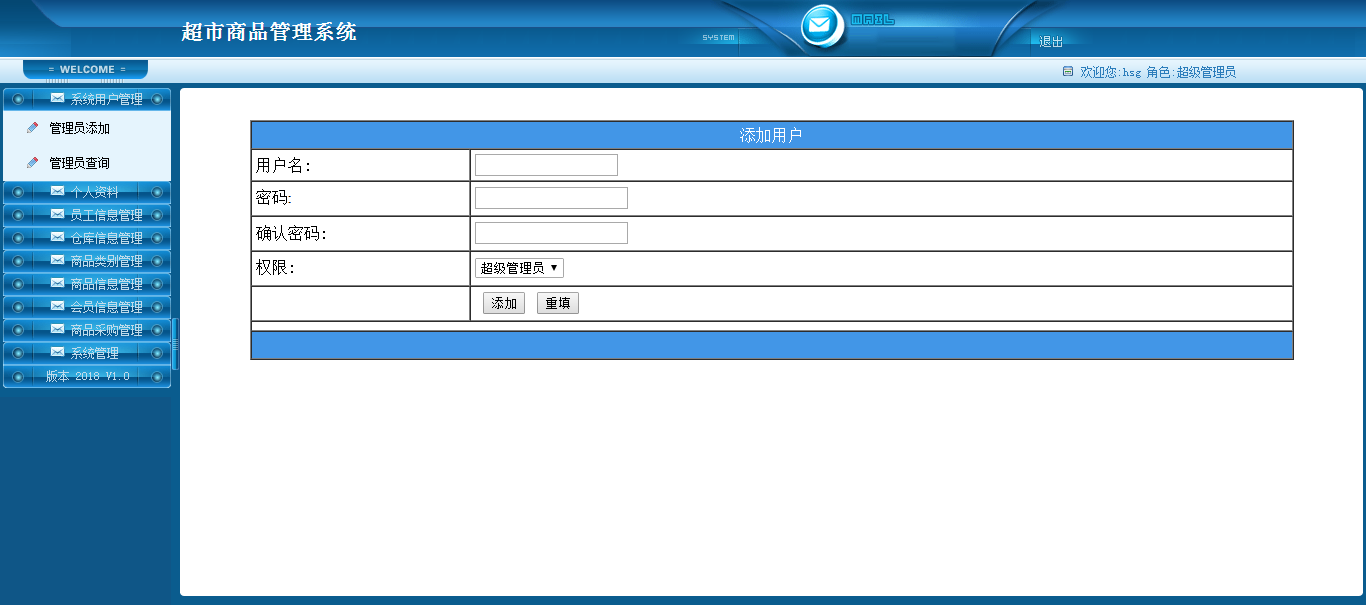 超市商品管理系统
SYSTEM
MAIL
退出
= WELCOME =
欢迎您:hsg 角色:超级管理员
系统用户管理
管理员添加
管理员查询
个人资料
员工信息管理
仓库信息管理
商品类别管理
商品信息管理
会员信息管理
商品采购管理
系统管理
版本 2018 V1.0
添加用户
用户名:
密码:
确认密码:
权限:
超级管理员
添加 重填